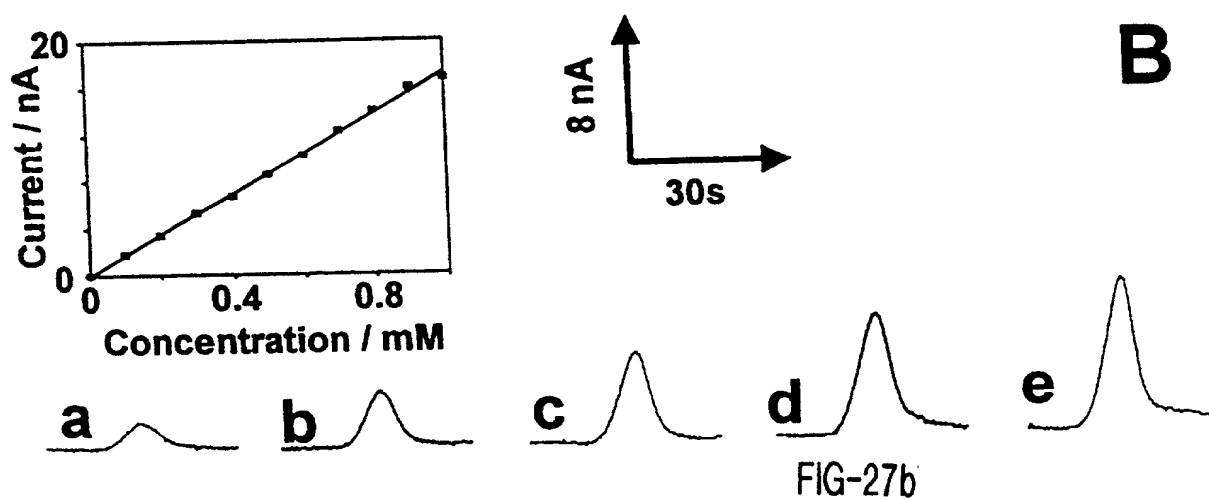 20
Current / nA
0
0 0.4 0.8
Concentration / mM
8 nA
30s
B
a b c d e
FIG-27b